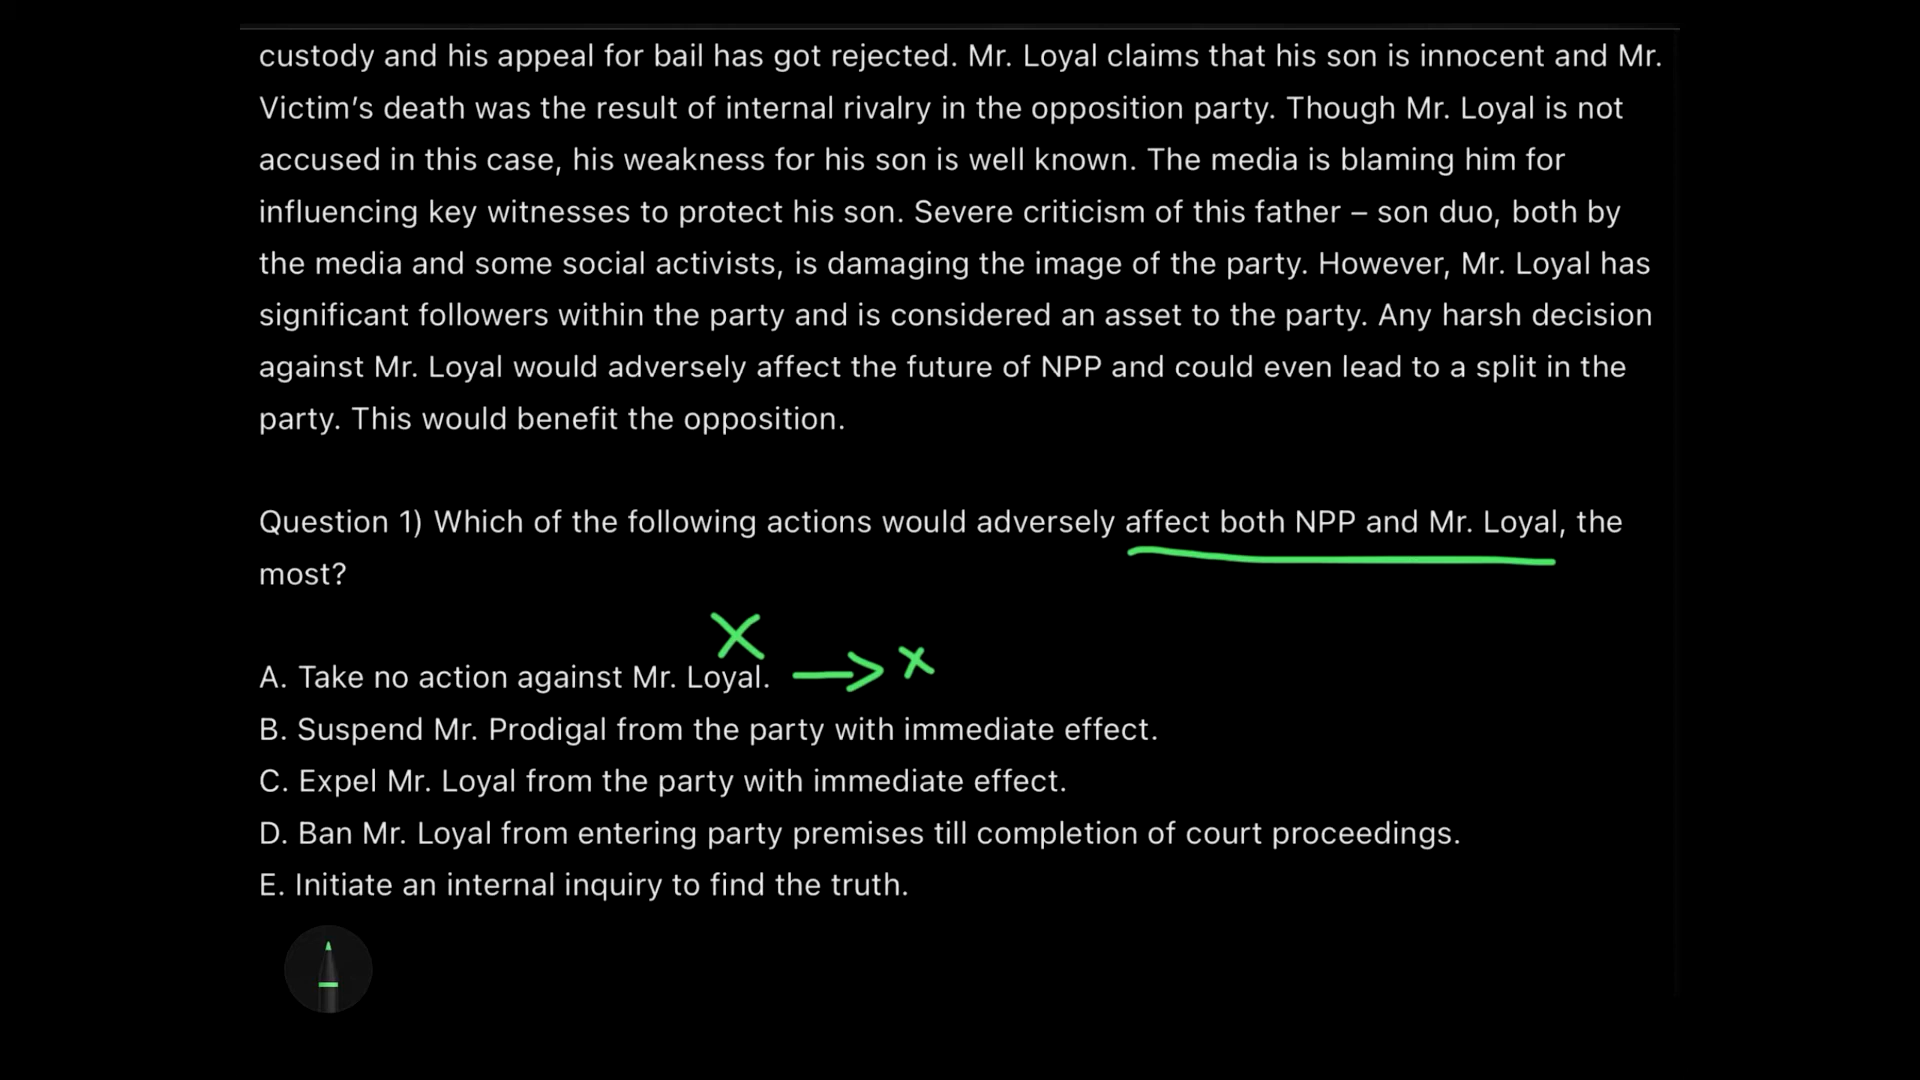 custody and his appeal for bail has got rejected. Mr. Loyal claims that his son is innocent and Mr.
Victim’s death was the result of internal rivalry in the opposition party. Though Mr. Loyal is not
accused in this case, his weakness for his son is well known. The media is blaming him for
influencing key witnesses to protect his son. Severe criticism of this father – son duo, both by
the media and some social activists, is damaging the image of the party. However, Mr. Loyal has
significant followers within the party and is considered an asset to the party. Any harsh decision
against Mr. Loyal would adversely affect the future of NPP and could even lead to a split in the
party. This would benefit the opposition.
Question 1) Which of the following actions would adversely affect both NPP and Mr. Loyal, the
most?
A. Take no action against Mr. Loyal.
B. Suspend Mr. Prodigal from the party with immediate effect.
C. Expel Mr. Loyal from the party with immediate effect.
D. Ban Mr. Loyal from entering party premises till completion of court proceedings.
E. Initiate an internal inquiry to find the truth.